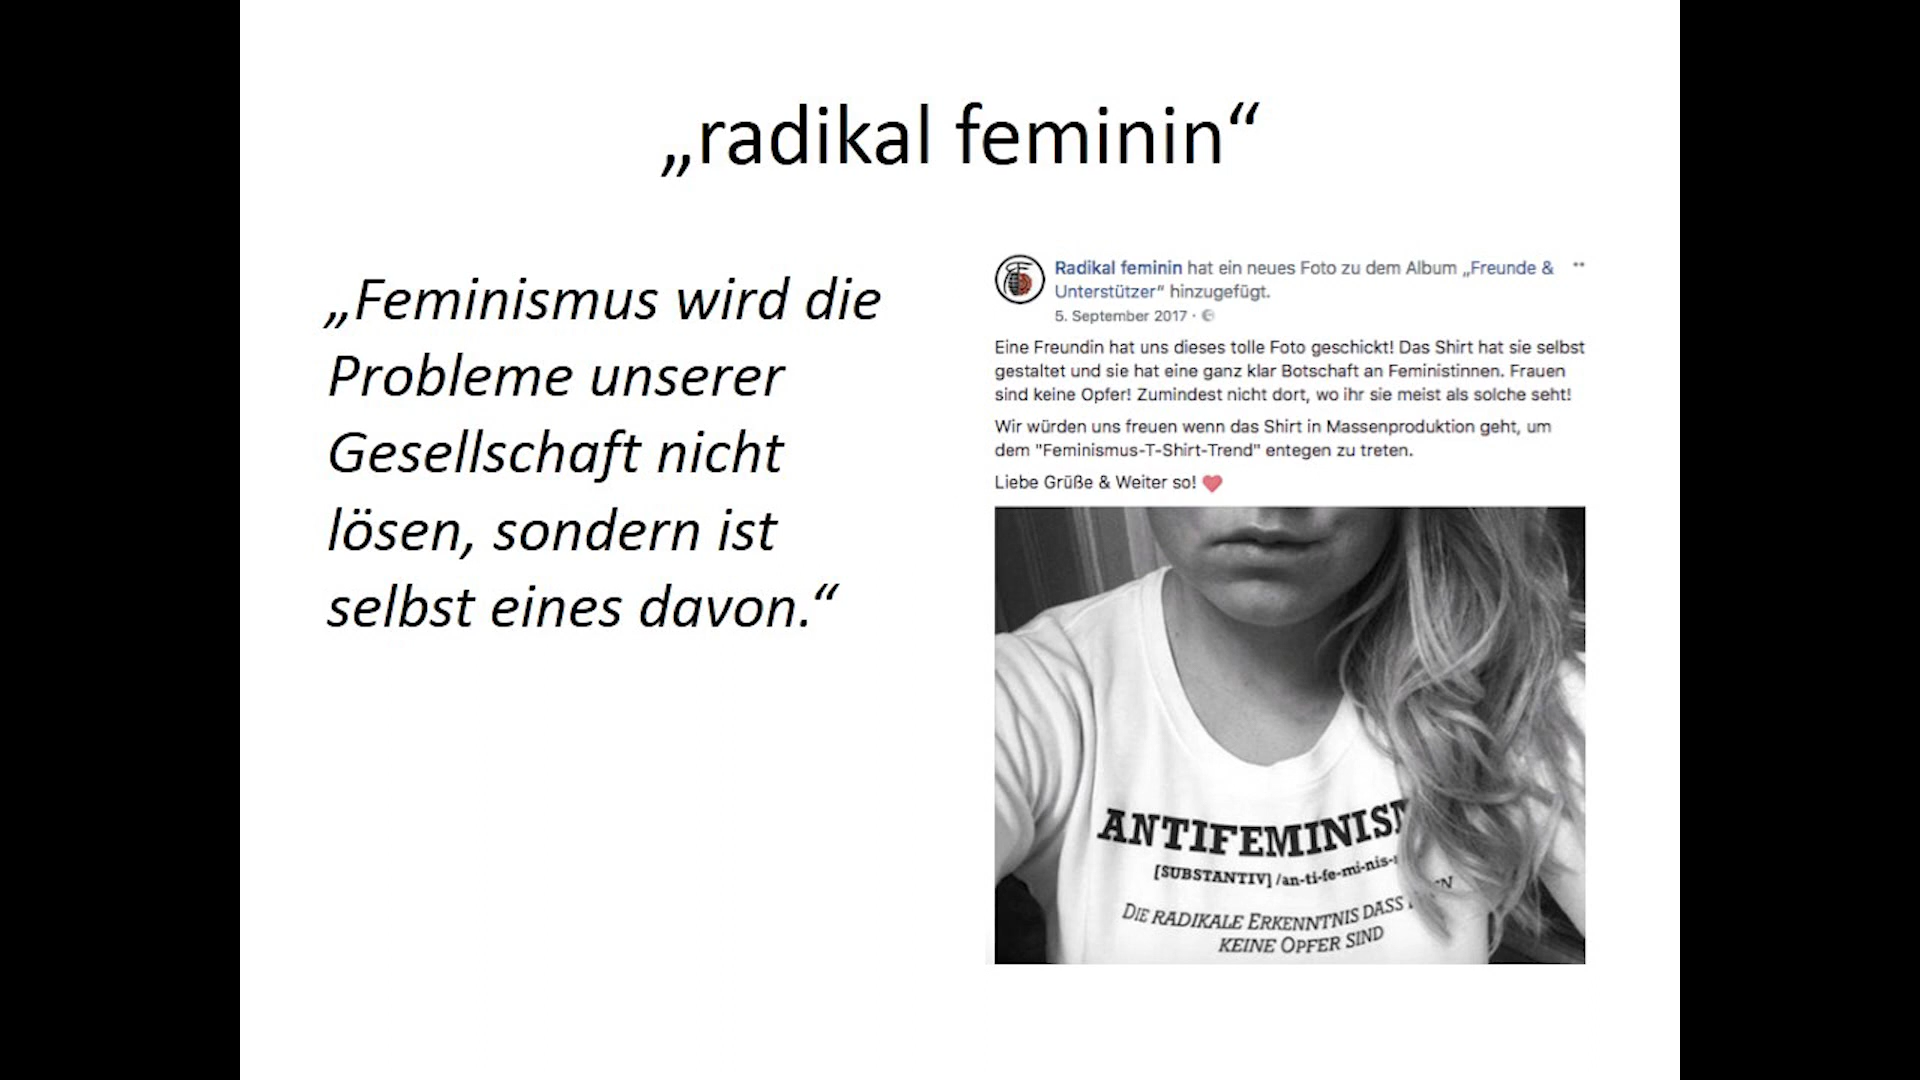 „radikal feminin“
„Feminismus wird die
Probleme unserer
Gesellschaft nicht
lösen, sondern ist
selbst eines davon.“
Radikal feminin hat ein neues Foto zu dem Album „Freunde &
Unterstützer“ hinzugefügt.
5. September 2017 ·
Eine Freundin hat uns dieses tolle Foto geschickt! Das Shirt hat sie selbst
gestaltet und sie hat eine ganz klar Botschaft an Feministinnen. Frauen
sind keine Opfer! Zumindest nicht dort, wo ihr sie meist als solche seht!
Wir würden uns freuen wenn das Shirt in Massenproduktion geht, um
dem "Feminismus-T-Shirt-Trend" entegen zu treten.
Liebe Grüße & Weiter so! ❤
[SUBSTANTIV] /an-ti-fe-mi-nis-
DIE RADIKALE ERKENNTNIS DASS
KEINE OPFER SIND